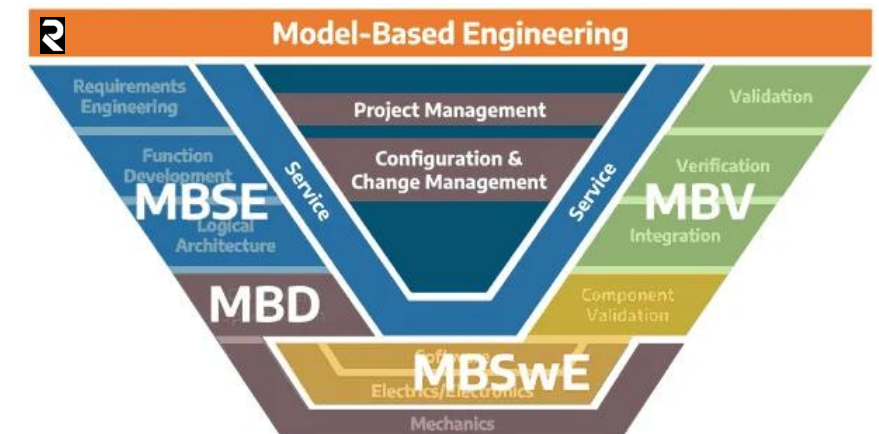 Model-Based Engineering
Requirements
Engineering
Project Management
Validation
Function
Development
Configuration &
Change Management
Verification
Service
Service
MBSE
MBV
Logical
Architecture
Integration
MBD
Component
Validation
Software
MBSwE
Electrics/Electronics
Mechanics